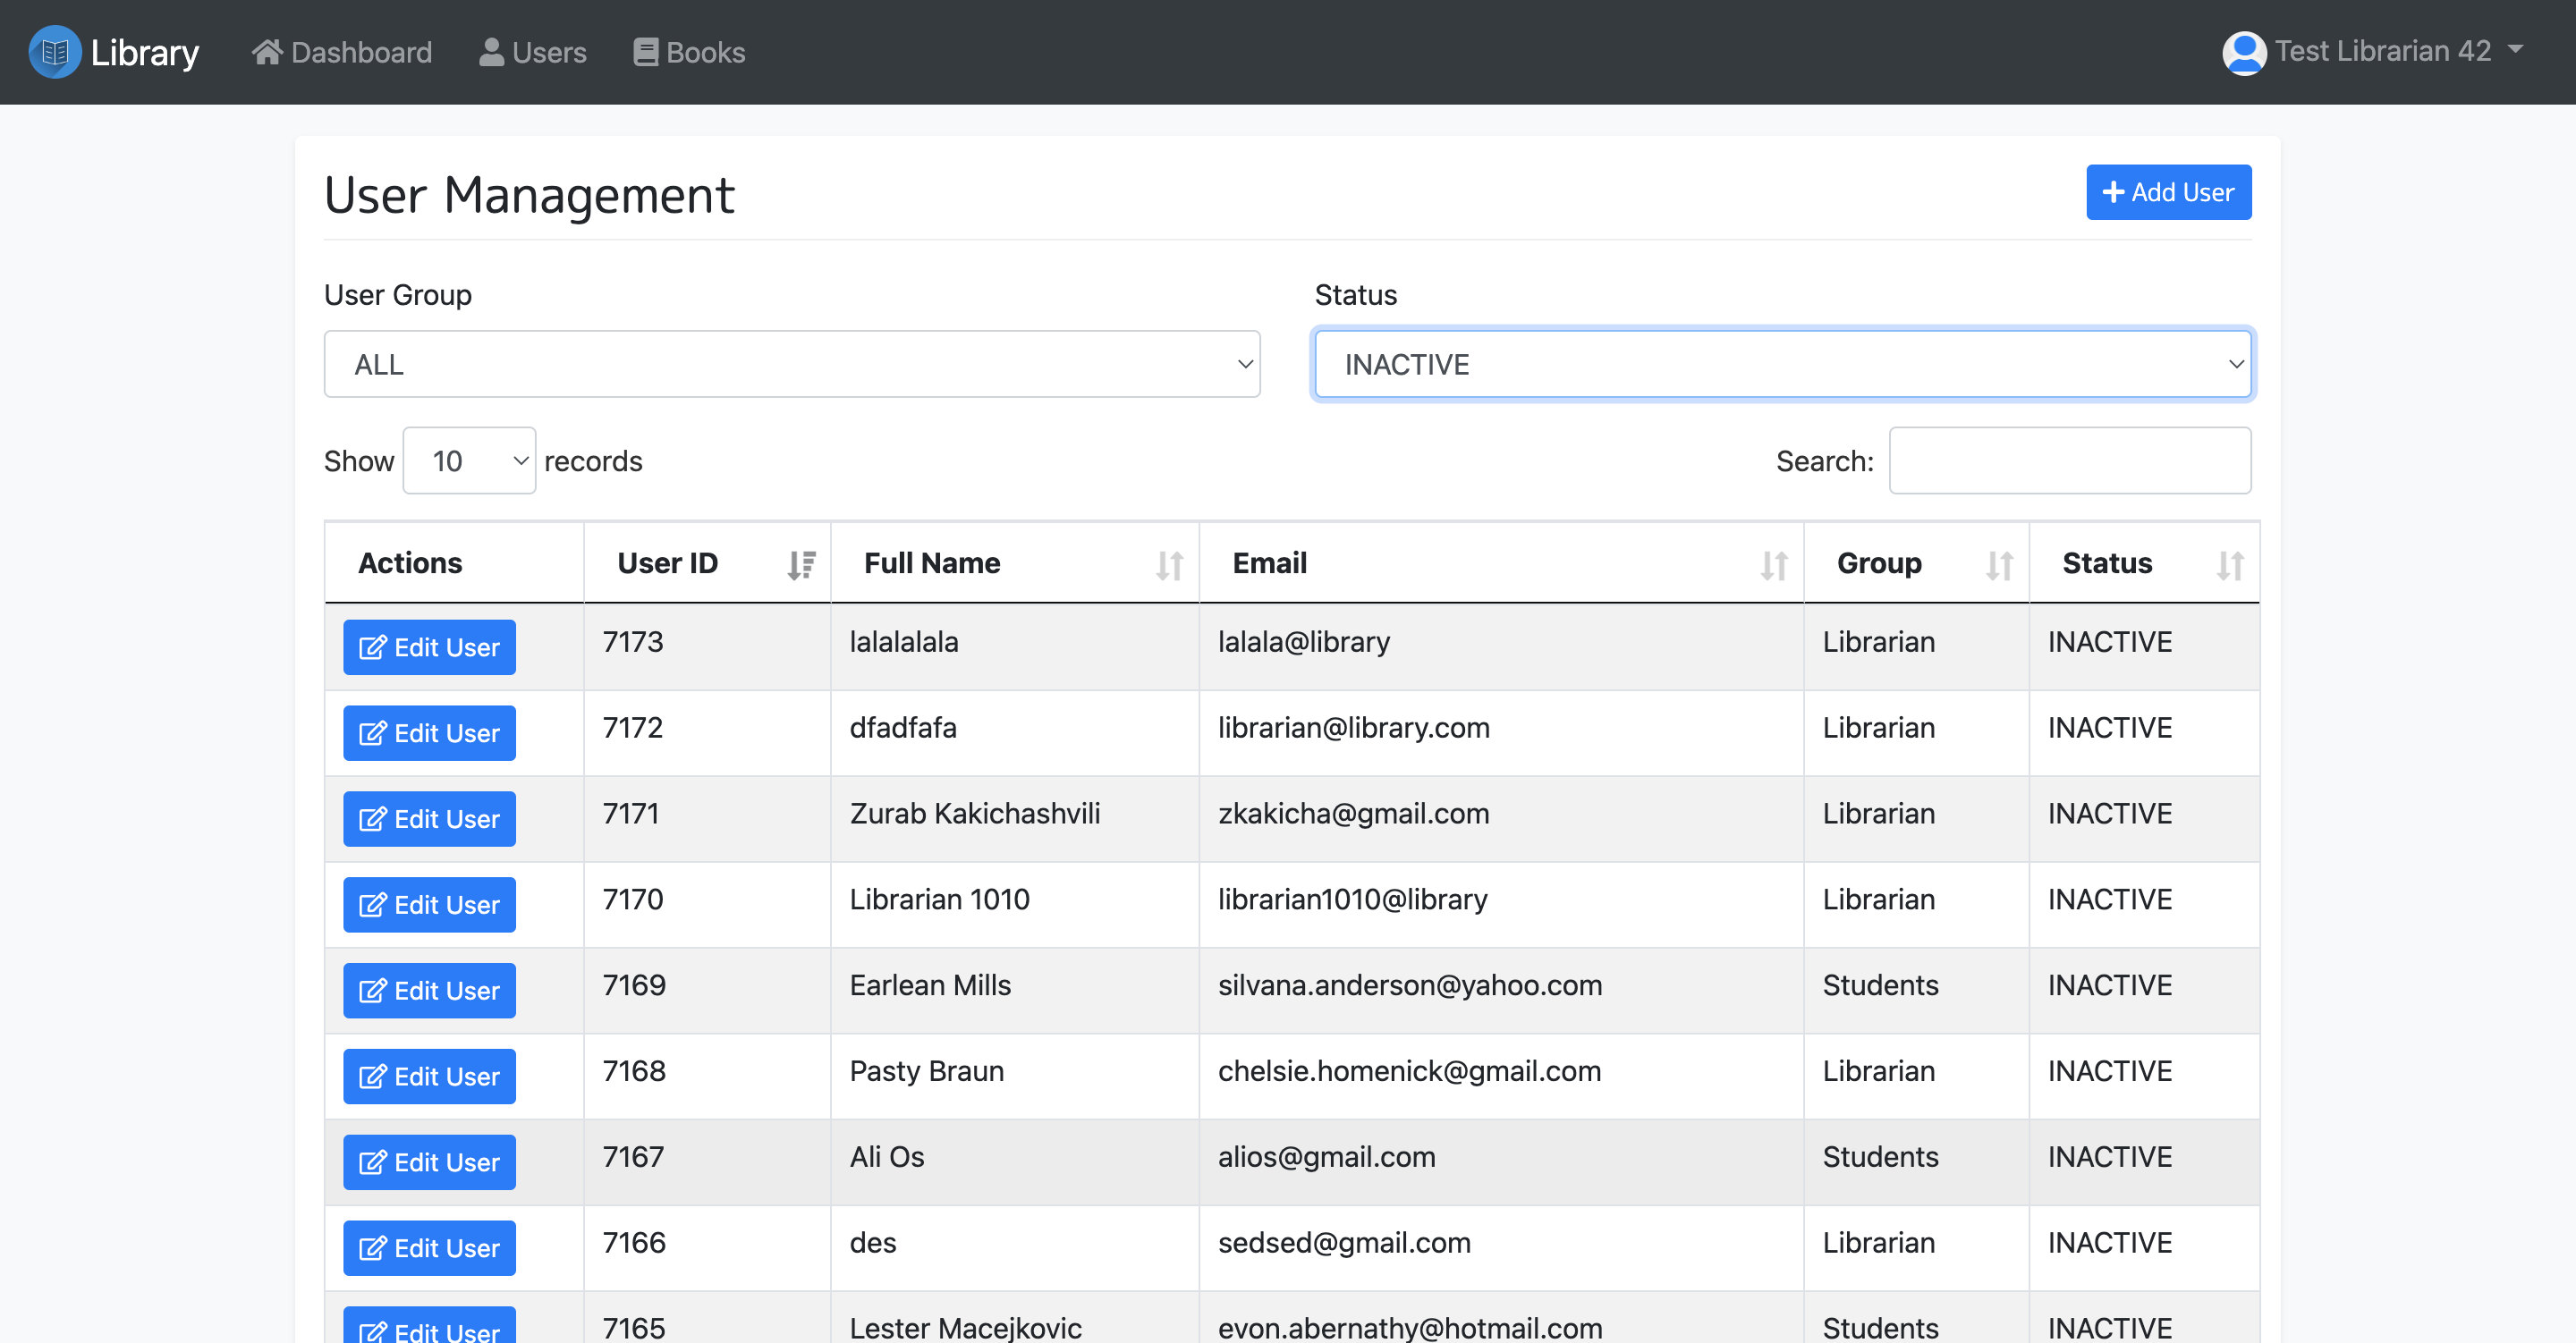 Library Dashboard Users Books Test Librarian 42
User Management + Add User
User Group Status
ALL INACTIVE
Show 10 records Search:
Actions User ID Full Name Email Group Status
Edit User 7173 lalalalala lalala@library Librarian INACTIVE
Edit User 7172 dfadfafa librarian@library.com Librarian INACTIVE
Edit User 7171 Zurab Kakichashvili zkakicha@gmail.com Librarian INACTIVE
Edit User 7170 Librarian 1010 librarian1010@library Librarian INACTIVE
Edit User 7169 Earlean Mills silvana.anderson@yahoo.com Students INACTIVE
Edit User 7168 Pasty Braun chelsie.homenick@gmail.com Librarian INACTIVE
Edit User 7167 Ali Os alios@gmail.com Students INACTIVE
Edit User 7166 des sedsed@gmail.com Librarian INACTIVE
Edit User 7165 Lester Macejkovic evon.abernathy@hotmail.com Students INACTIVE